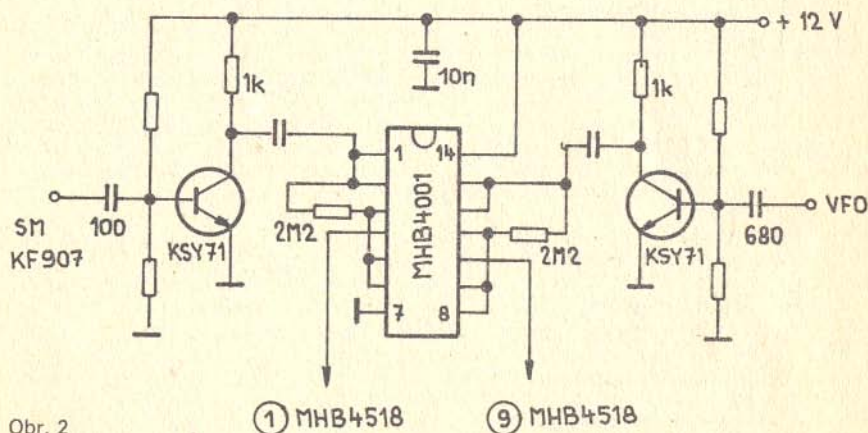 + 12 V
1k
10n
1k
1
14
SM
KF907
100
KSY71
2M2
MHB4001
2M2
KSY71
680
VFO
7
8
1 MHB4518
9 MHB4518
Obr. 2